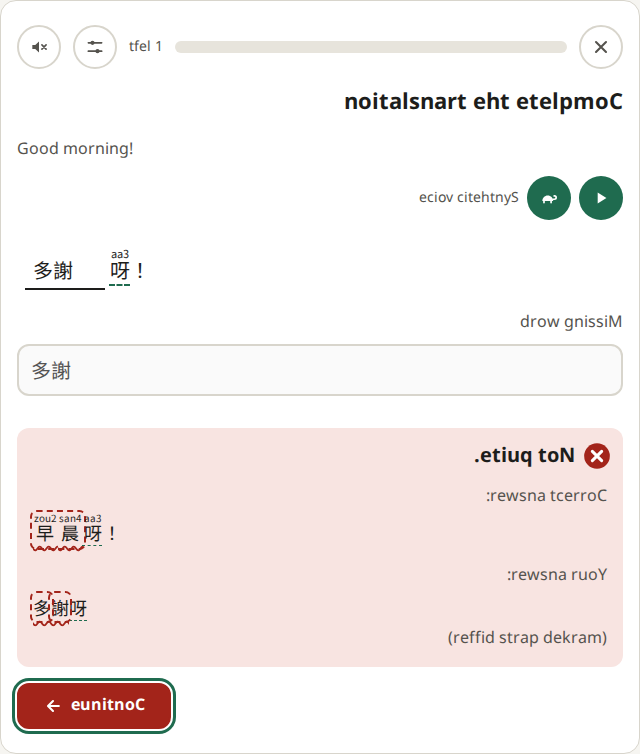 tfel 1
noitalsnart eht etelpmoC
Good morning!
eciov citehtnyS
aa3
多謝 呀！
drow gnissiM
多謝
.etiuq toN
:rewsna tcerroC
zou2 san4 aa3
早晨呀！
:rewsna ruoY
多謝呀
(reffid strap dekram)
eunitnoC